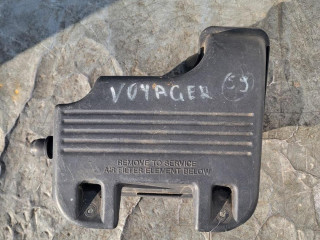 VOYAGER
REMOVE TO SERVICE
AIR FILTER ELEMENT BELOW